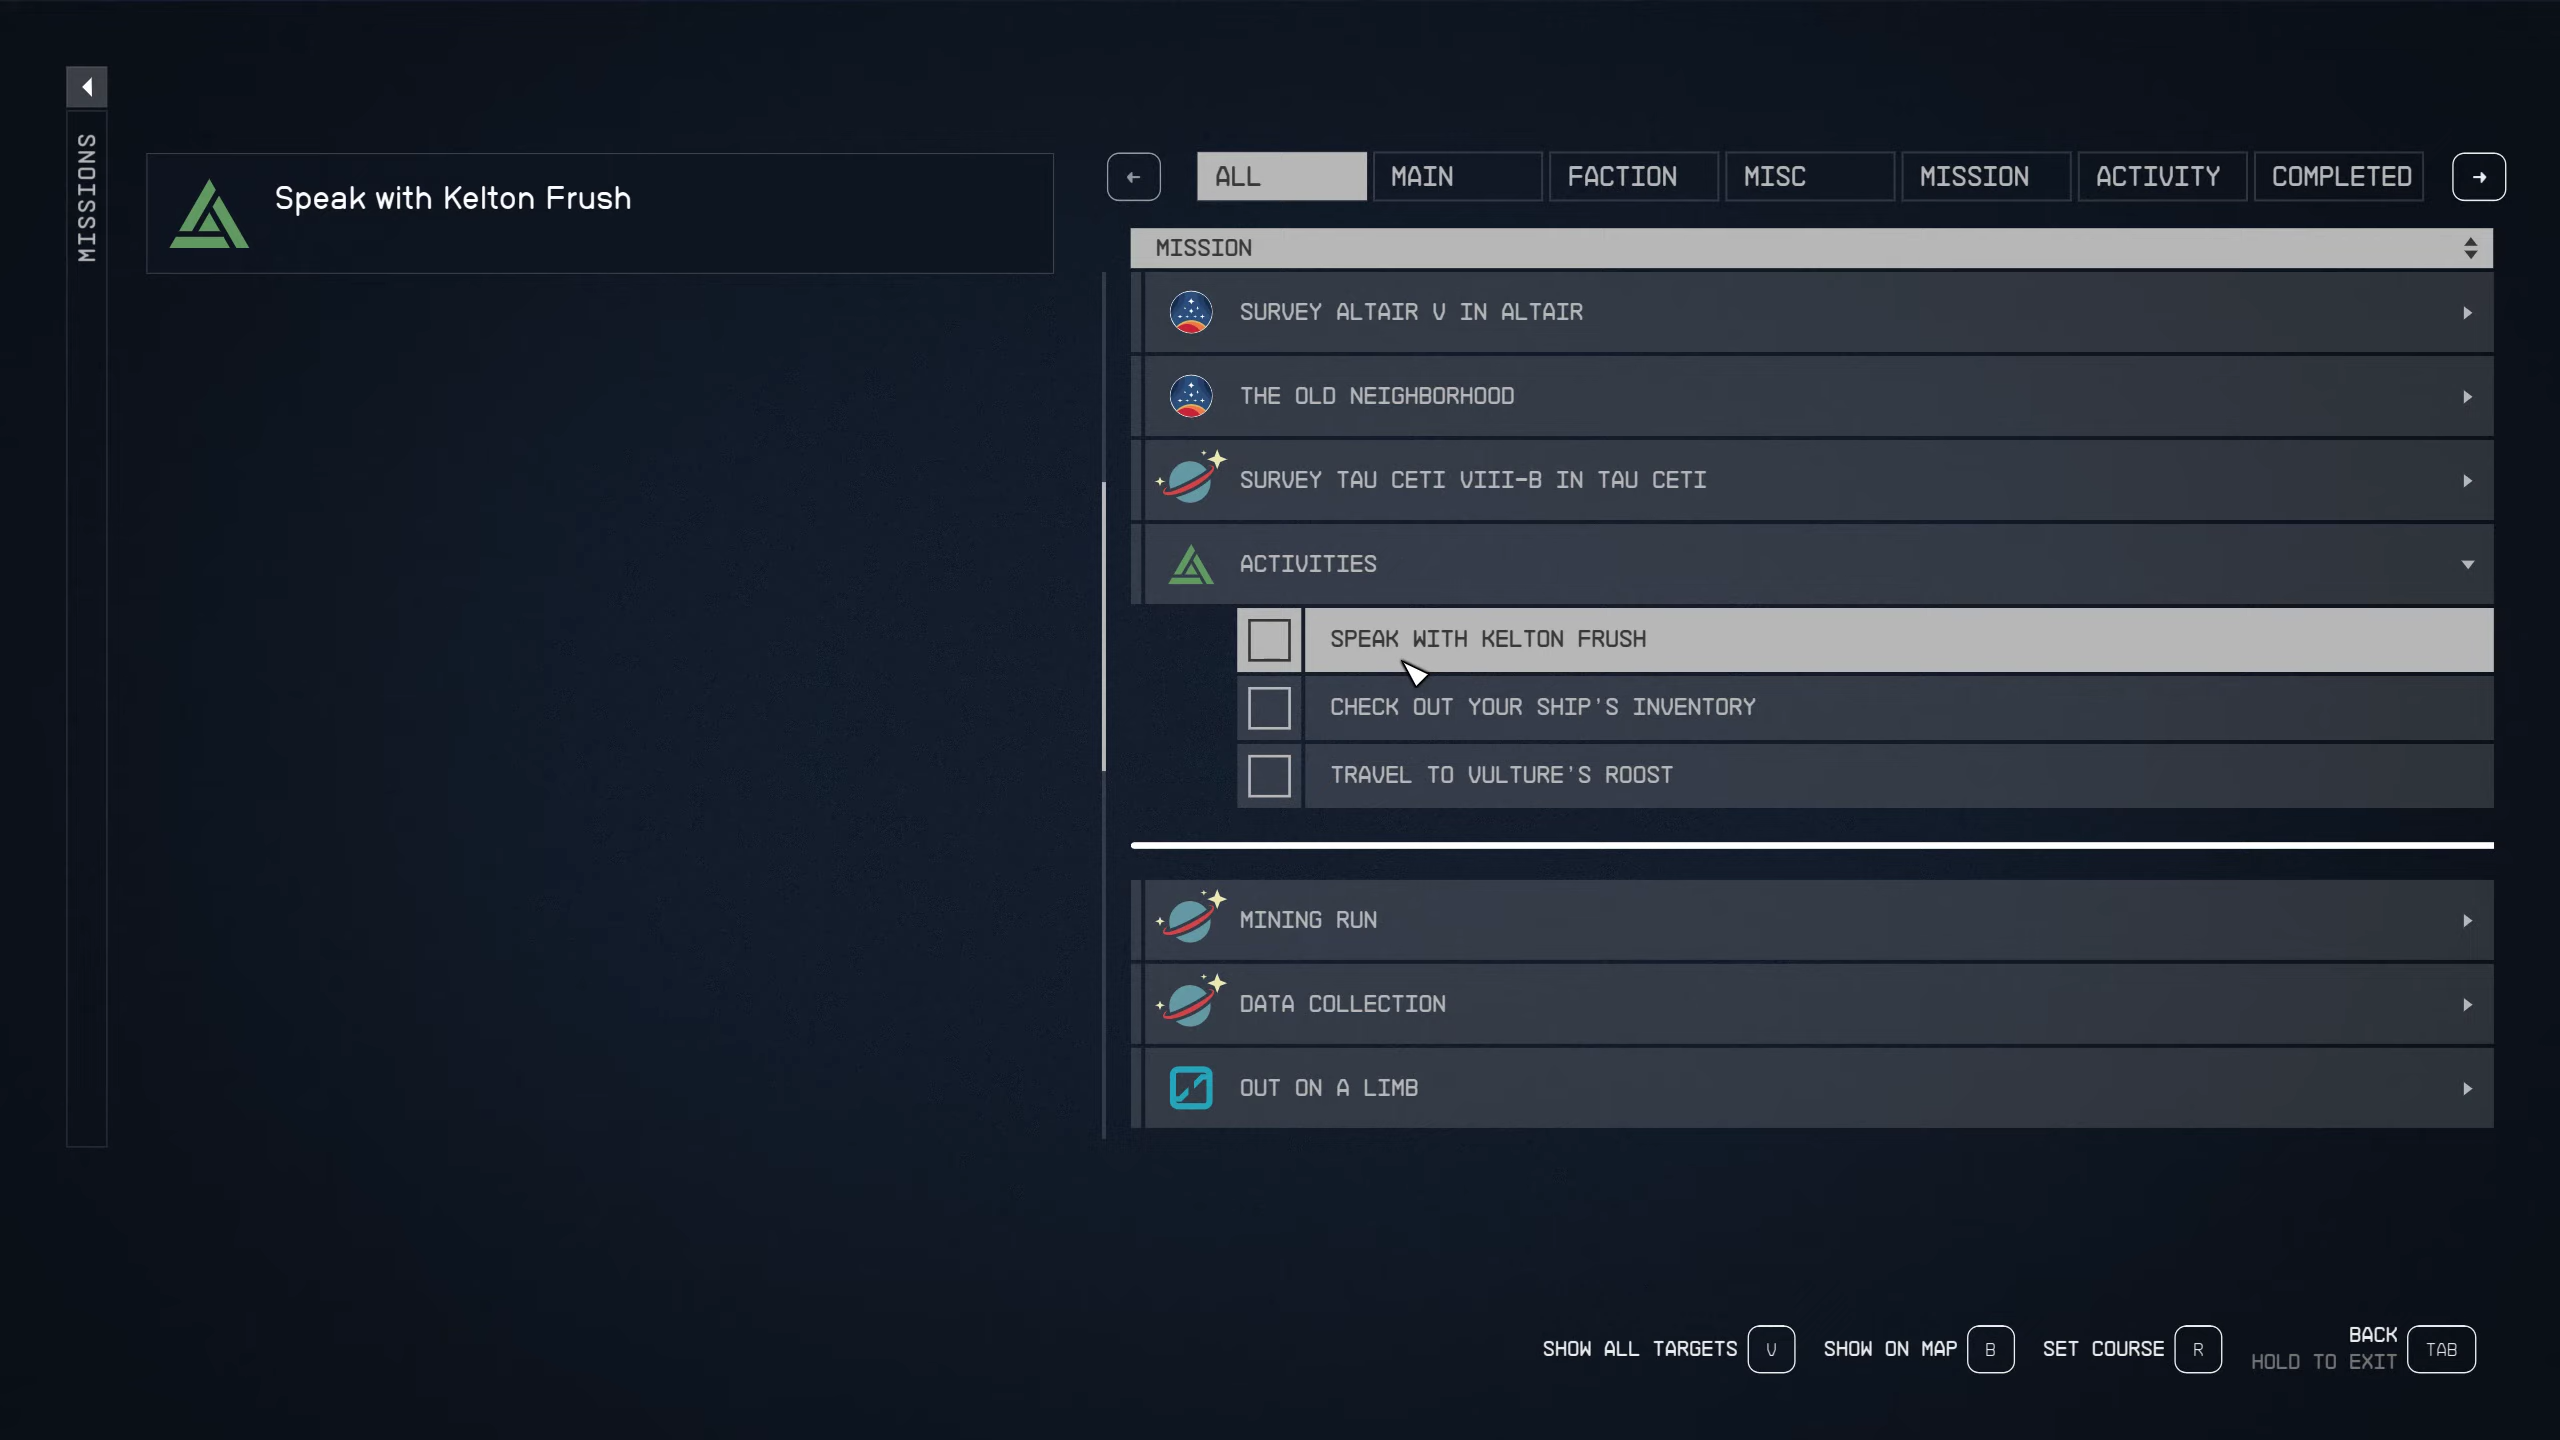 MISSIONS
Speak with Kelton Frush
ALL
MAIN
FACTION
MISC
MISSION
ACTIVITY
COMPLETED
MISSION
SURVEY ALTAIR V IN ALTAIR
THE OLD NEIGHBORHOOD
SURVEY TAU CETI VIII-B IN TAU CETI
ACTIVITIES
SPEAK WITH KELTON FRUSH
CHECK OUT YOUR SHIP'S INVENTORY
TRAVEL TO VULTURE'S ROOST
MINING RUN
DATA COLLECTION
OUT ON A LIMB
SHOW ALL TARGETS V
SHOW ON MAP B
SET COURSE R
BACK
HOLD TO EXIT
TAB